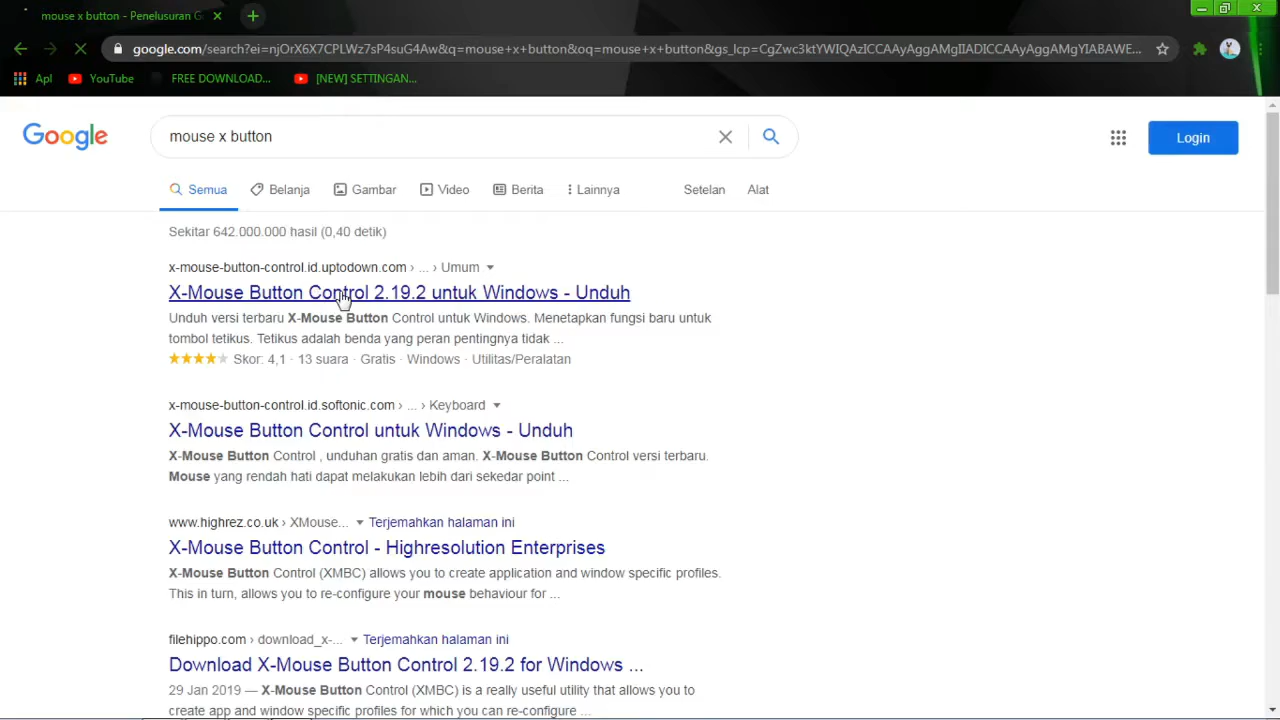 mouse x button - Penelusuran G
google.com/search?ei=njOrX6X7CPLWz7sP4suG4Aw&q=mouse+x+button&oq=mouse+x+button&gs_lcp=CgZwc3ktYWIQAzICCAAyAggAMgIIADICCAAyAggAMgYIABAWE...
Apl
YouTube
FREE DOWNLOAD...
[NEW] SETTINGAN...
Google
mouse x button
Login
Semua
Belanja
Gambar
Video
Berita
Lainnya
Setelan
Alat
Sekitar 642.000.000 hasil (0,40 detik)
x-mouse-button-control.id.uptodown.com › ... › Umum
X-Mouse Button Control 2.19.2 untuk Windows - Unduh
Unduh versi terbaru X-Mouse Button Control untuk Windows. Menetapkan fungsi baru untuk
tombol tetikus. Tetikus adalah benda yang peran pentingnya tidak ...
Skor: 4,1 · 13 suara · Gratis · Windows · Utilitas/Peralatan
x-mouse-button-control.id.softonic.com › ... › Keyboard
X-Mouse Button Control untuk Windows - Unduh
X-Mouse Button Control , unduhan gratis dan aman. X-Mouse Button Control versi terbaru.
Mouse yang rendah hati dapat melakukan lebih dari sekedar point ...
www.highrez.co.uk › XMouse... Terjemahkan halaman ini
X-Mouse Button Control - Highresolution Enterprises
X-Mouse Button Control (XMBC) allows you to create application and window specific profiles.
This in turn, allows you to re-configure your mouse behaviour for ...
filehippo.com › download_x-... Terjemahkan halaman ini
Download X-Mouse Button Control 2.19.2 for Windows ...
29 Jan 2019 — X-Mouse Button Control (XMBC) is a really useful utility that allows you to
create app and window specific profiles for which you can re-configure ...